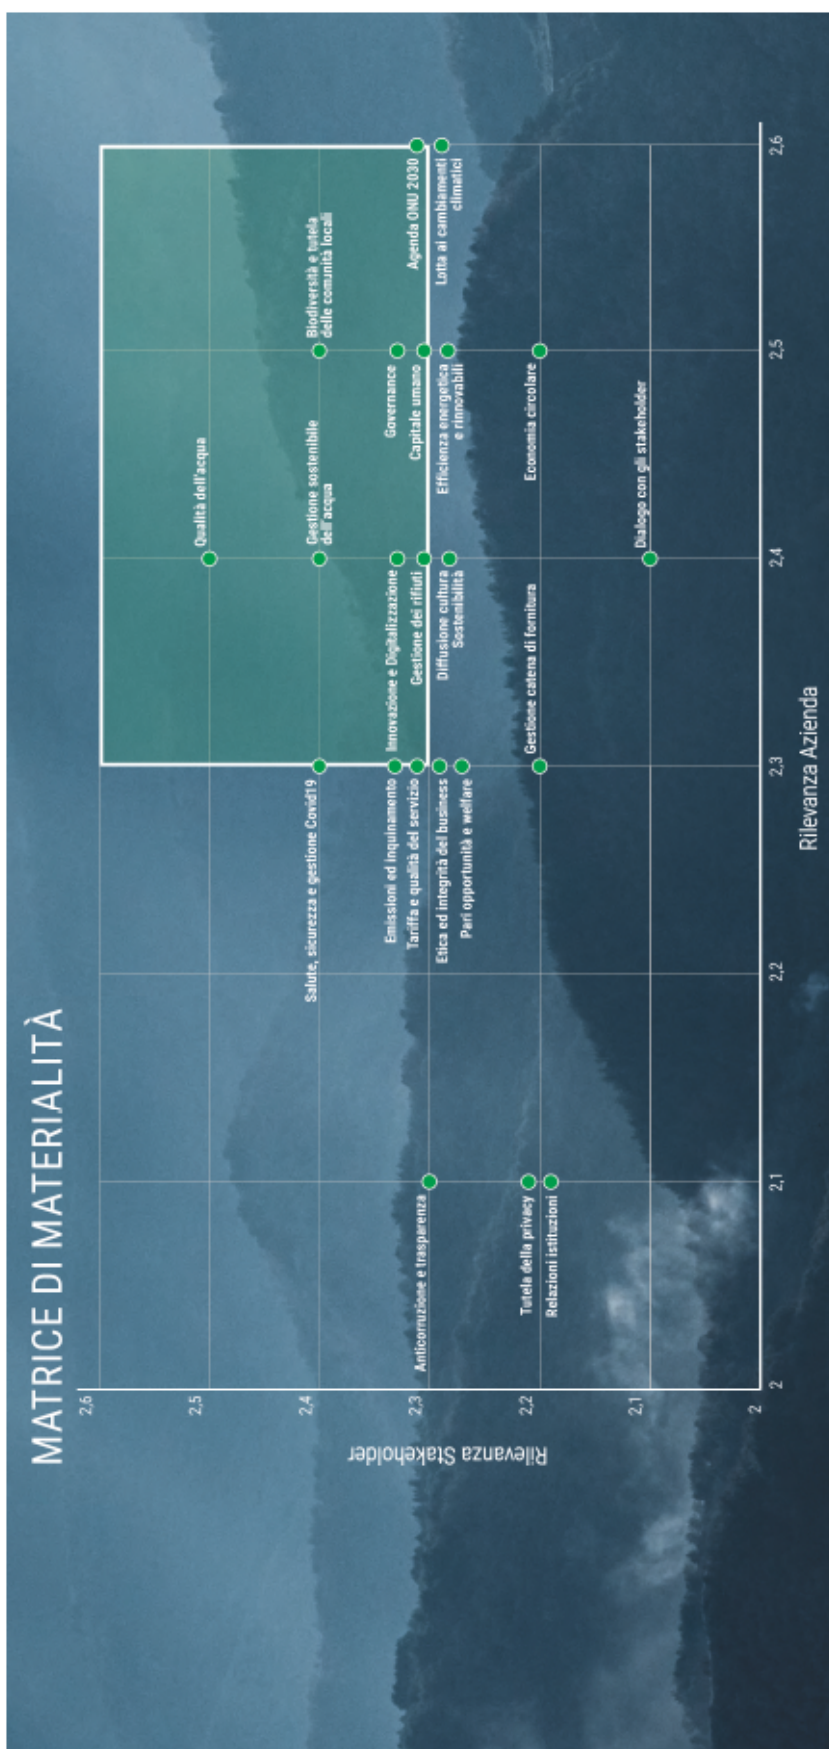 MATRICE DI MATERIALITÀ
Rilevanza Stakeholder
2,6
2,5
2,4
2,3
2,2
2,1
2
Qualità dell'acqua
Salute, sicurezza e gestione Covid19
Gestione sostenibile
dell'acqua
Biodiversità e tutela
delle comunità locali
Emissioni ed inquinamento
Innovazione e Digitalizzazione
Governance
Tariffa e qualità del servizio
Gestione dei rifiuti
Capitale umano
Agenda ONU 2030
Anticorruzione e trasparenza
Etica ed integrità del business
Diffusione cultura
Sostenibilità
Efficienza energetica
e rinnovabili
Lotta ai cambiamenti
climatici
Pari opportunità e welfare
Tutela della privacy
Relazioni istituzioni
Gestione catena di fornitura
Economia circolare
Dialogo con gli stakeholder
2
2,1
2,2
2,3
2,4
2,5
2,6
Rilevanza Azienda